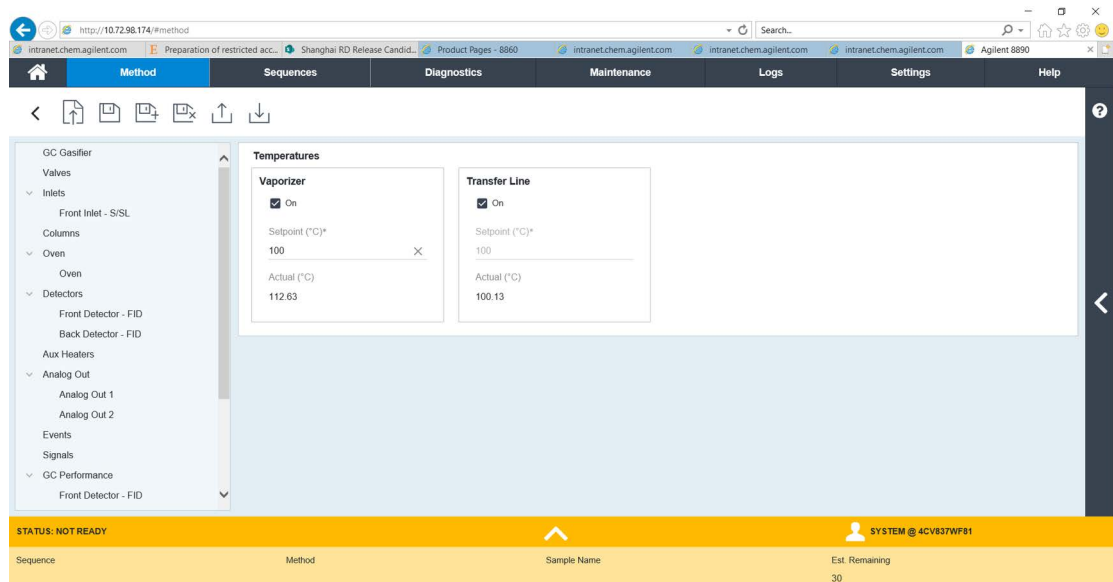 http://10.72.98.174/#method
Search...
intranet.chem.agilent.com
Preparation of restricted acc...
Shanghai RD Release Candid...
Product Pages - 8860
intranet.chem.agilent.com
intranet.chem.agilent.com
intranet.chem.agilent.com
Agilent 8890
Method
Sequences
Diagnostics
Maintenance
Logs
Settings
Help
GC Gasifier
Valves
Inlets
Front Inlet - S/SL
Columns
Oven
Oven
Detectors
Front Detector - FID
Back Detector - FID
Aux Heaters
Analog Out
Analog Out 1
Analog Out 2
Events
Signals
GC Performance
Front Detector - FID
Temperatures
Vaporizer
On
Setpoint (°C)*
100
Actual (°C)
112.63
Transfer Line
On
Setpoint (°C)*
100
Actual (°C)
100.13
STATUS: NOT READY
SYSTEM @ 4CV837WF81
Sequence
Method
Sample Name
Est. Remaining
30